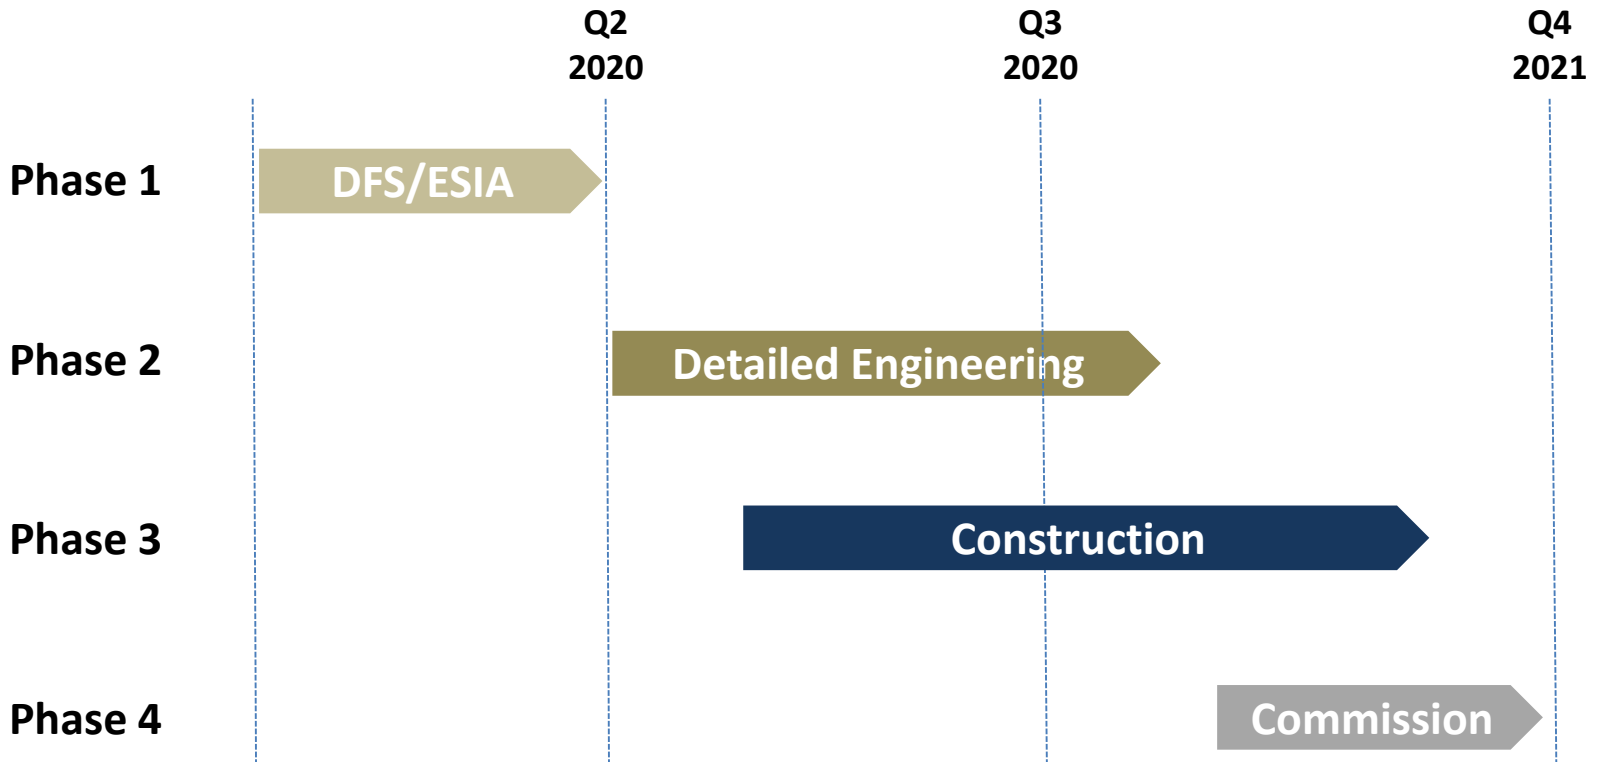 Q2
2020
Q3
2020
Q4
2021
Phase 1
DFS/ESIA
Phase 2
Detailed Engineering
Phase 3
Construction
Phase 4
Commission